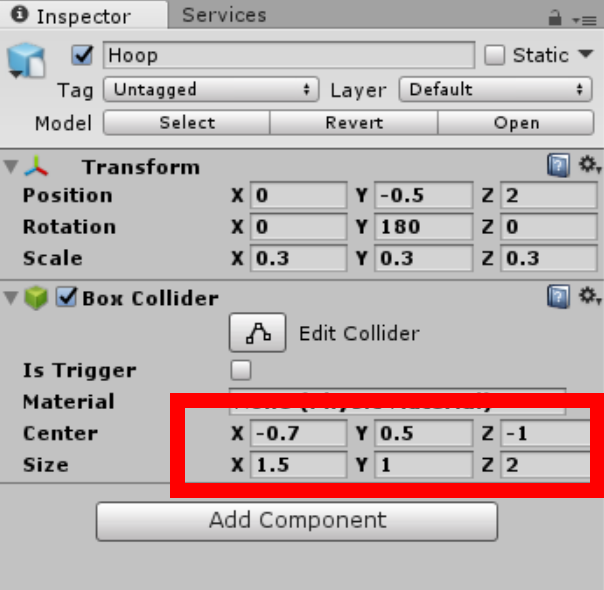 Inspector Services
Hoop Static
Tag Untagged Layer Default
Model Select Revert Open
Transform
Position X 0 Y -0.5 Z 2
Rotation X 0 Y 180 Z 0
Scale X 0.3 Y 0.3 Z 0.3
Box Collider
Edit Collider
Is Trigger
Material
Center X -0.7 Y 0.5 Z -1
Size X 1.5 Y 1 Z 2
Add Component